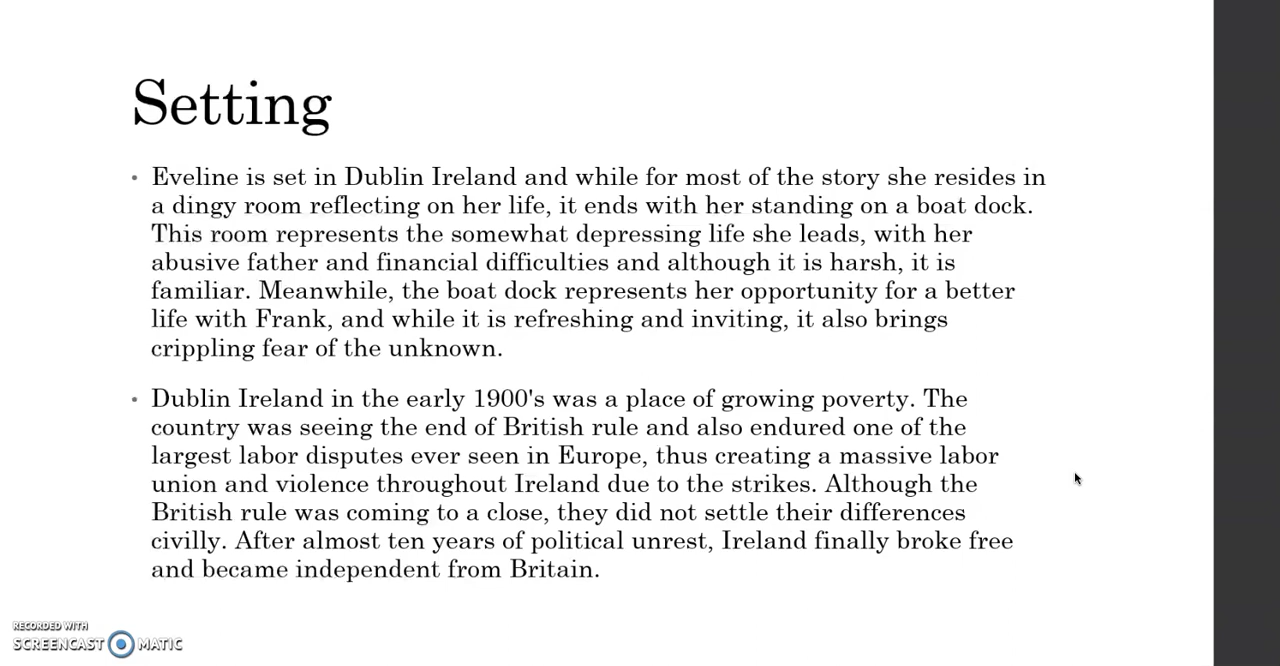 Setting
• Eveline is set in Dublin Ireland and while for most of the story she resides in
a dingy room reflecting on her life, it ends with her standing on a boat dock.
This room represents the somewhat depressing life she leads, with her
abusive father and financial difficulties and although it is harsh, it is
familiar. Meanwhile, the boat dock represents her opportunity for a better
life with Frank, and while it is refreshing and inviting, it also brings
crippling fear of the unknown.
• Dublin Ireland in the early 1900's was a place of growing poverty. The
country was seeing the end of British rule and also endured one of the
largest labor disputes ever seen in Europe, thus creating a massive labor
union and violence throughout Ireland due to the strikes. Although the
British rule was coming to a close, they did not settle their differences
civilly. After almost ten years of political unrest, Ireland finally broke free
and became independent from Britain.
RECORDED WITH
SCREENCAST MATIC